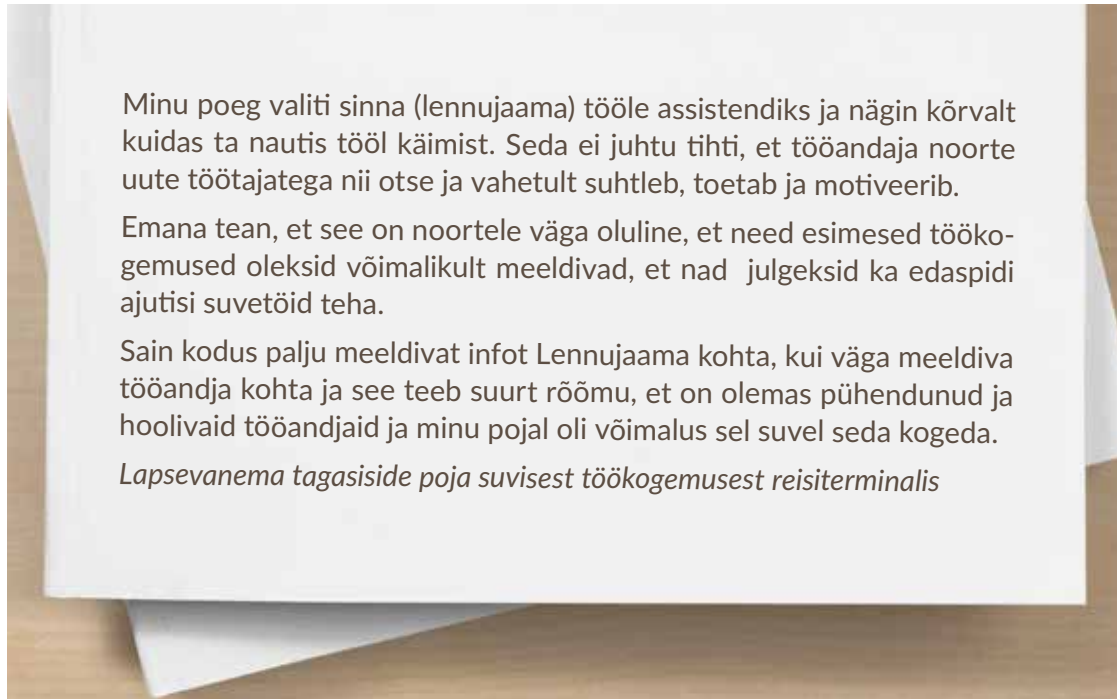 Minu poeg valiti sinna (lennujaama) tööle assistendiks ja nägin kõrvalt
kuidas ta nautis tööl käimist. Seda ei juhtu tihti, et tööandaja noorte
uute töötajatega nii otse ja vahetult suhtleb, toetab ja motiveerib.
Emana tean, et see on noortele väga oluline, et need esimesed tööko-
gemused oleksid võimalikult meeldivad, et nad julgeksid ka edaspidi
ajutisi suvetöid teha.
Sain kodus palju meeldivat infot Lennujaama kohta, kui väga meeldiva
tööandja kohta ja see teeb suurt rõõmu, et on olemas pühendunud ja
hoolivaid tööandjaid ja minu pojal oli võimalus sel suvel seda kogeda.
Lapsevanema tagasiside poja suvisest töökogemusest reisiterminalis